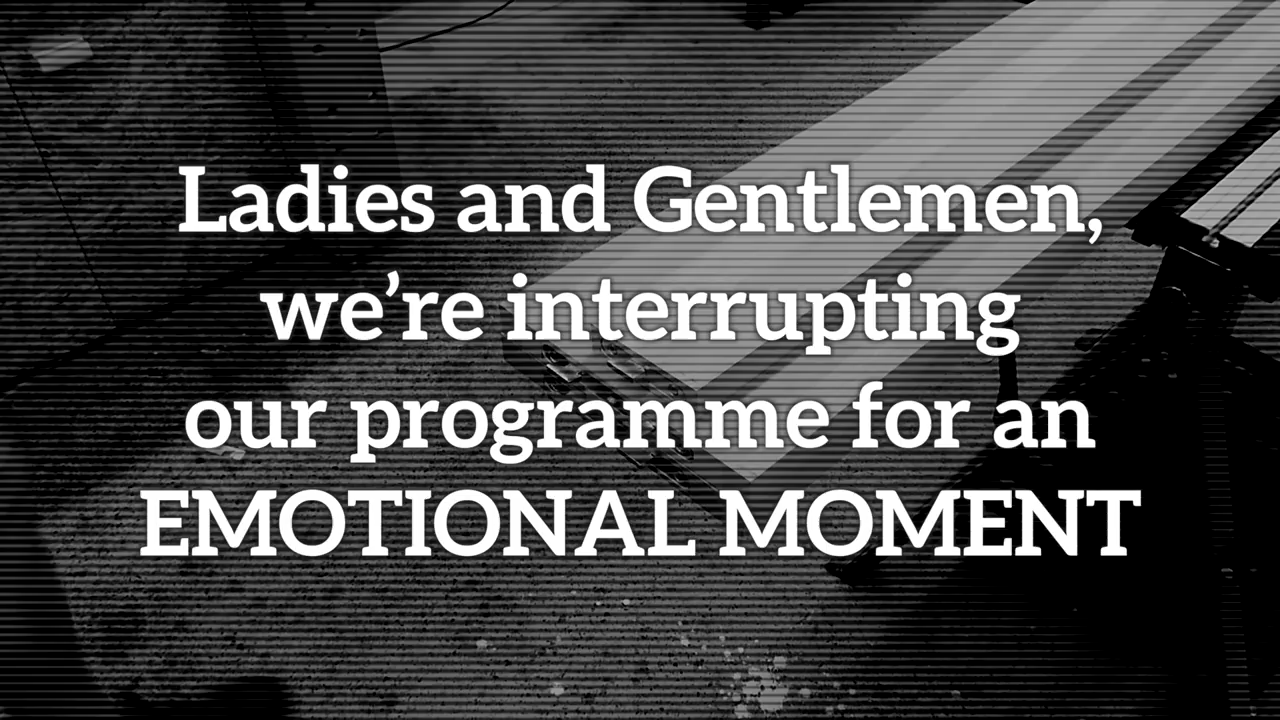 Ladies and Gentlemen,
we’re interrupting
our programme for an
EMOTIONAL MOMENT